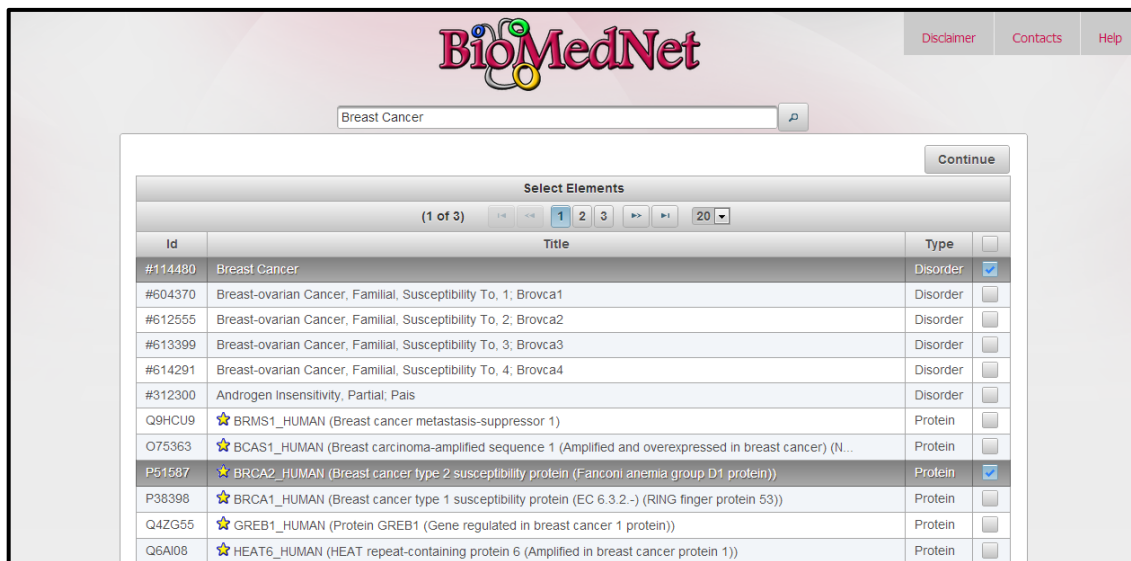 BioMedNet
Disclaimer Contacts Help
Breast Cancer
Continue
Select Elements
(1 of 3) 1 2 3 20
Id Title Type
#114480 Breast Cancer Disorder
#604370 Breast-ovarian Cancer, Familial, Susceptibility To, 1; Brovca1 Disorder
#612555 Breast-ovarian Cancer, Familial, Susceptibility To, 2; Brovca2 Disorder
#613399 Breast-ovarian Cancer, Familial, Susceptibility To, 3; Brovca3 Disorder
#614291 Breast-ovarian Cancer, Familial, Susceptibility To, 4; Brovca4 Disorder
#312300 Androgen Insensitivity, Partial; Pais Disorder
Q9HCU9 BRMS1_HUMAN (Breast cancer metastasis-suppressor 1) Protein
O75363 BCAS1_HUMAN (Breast carcinoma-amplified sequence 1 (Amplified and overexpressed in breast cancer) (N... Protein
P51587 BRCA2_HUMAN (Breast cancer type 2 susceptibility protein (Fanconi anemia group D1 protein)) Protein
P38398 BRCA1_HUMAN (Breast cancer type 1 susceptibility protein (EC 6.3.2.-) (RING finger protein 53)) Protein
Q4ZG55 GREB1_HUMAN (Protein GREB1 (Gene regulated in breast cancer 1 protein)) Protein
Q6AI08 HEAT6_HUMAN (HEAT repeat-containing protein 6 (Amplified in breast cancer protein 1)) Protein